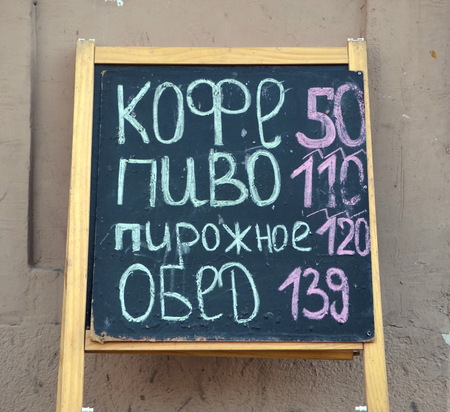 КОФЕ 50
ПИВО 110
пирожное 120
ОБЕД 139